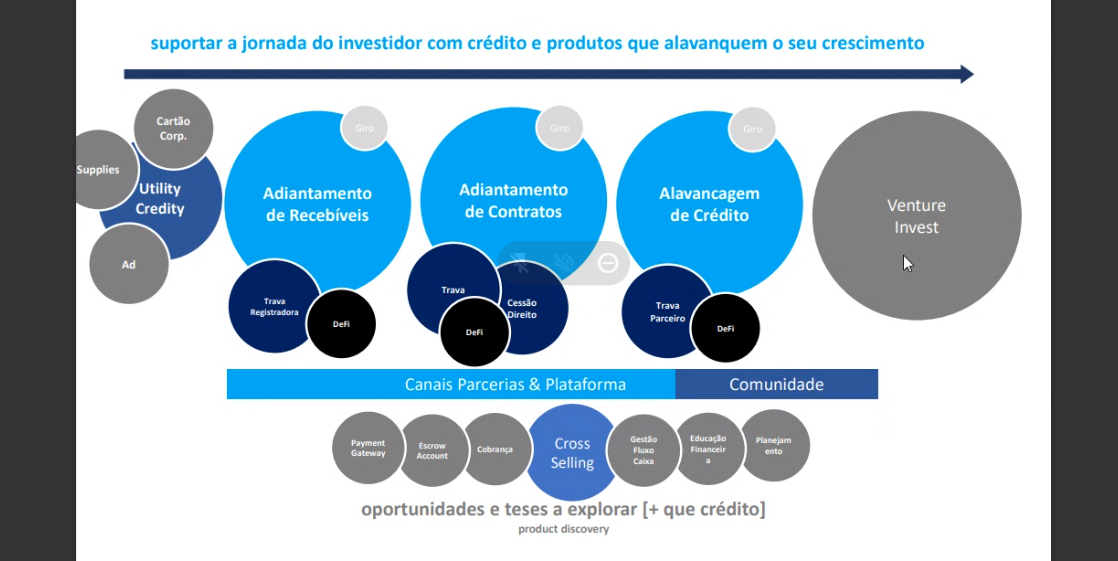 suportar a jornada do investidor com crédito e produtos que alavanquem o seu crescimento
Cartão
Corp.
Supplies
Utility
Credity
Ad
Giro
Adiantamento
de Recebíveis
Trava
Registradora
DeFi
Giro
Adiantamento
de Contratos
Trava
Cessão
Direito
DeFi
Giro
Alavancagem
de Crédito
Trava
Parceiro
DeFi
Venture
Invest
Canais Parcerias & Plataforma
Comunidade
Payment
Gateway
Escrow
Account
Cobrança
Cross
Selling
Gestão
Fluxo
Caixa
Educação
Financeir
a
Planejam
ento
oportunidades e teses a explorar [+ que crédito]
product discovery